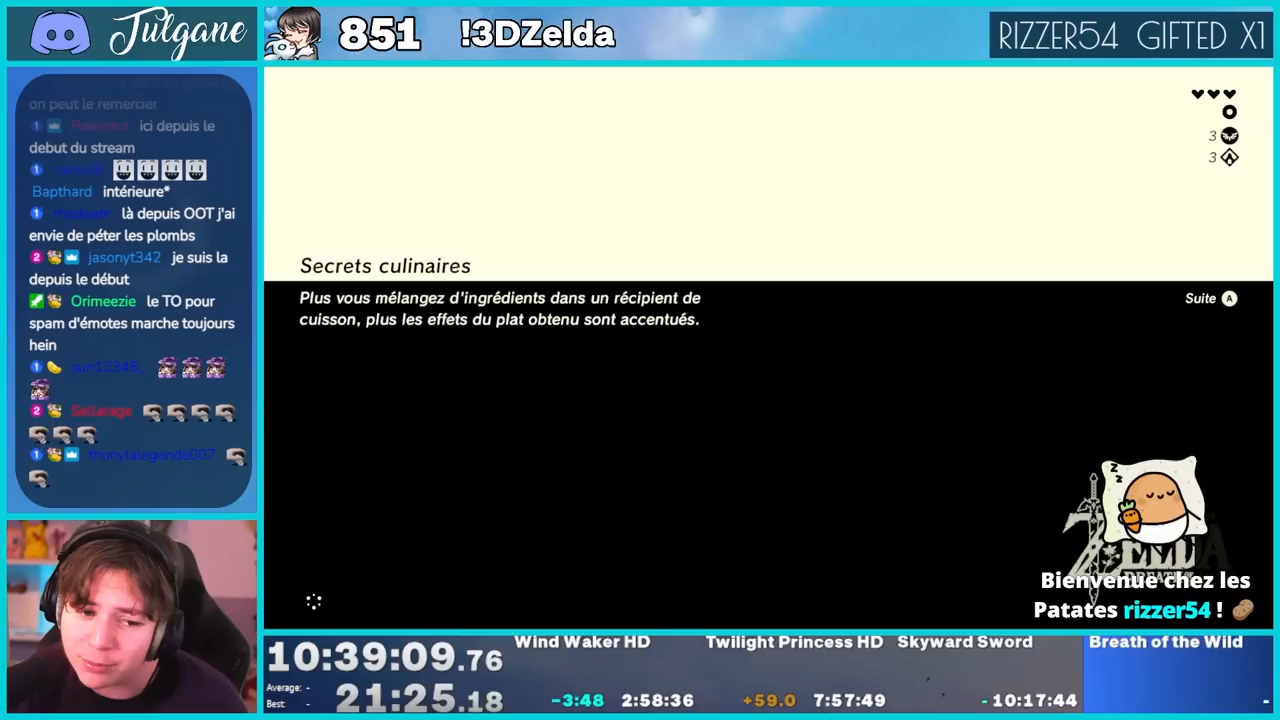 Julgane
851
!3DZelda
RIZZER54 GIFTED X1
on peut le remercier
ici depuis le
debut du stream
Bapthard intérieure*
là depuis OOT j'ai
envie de péter les plombs
jasonyt342 je suis la
depuis le début
Orimeezie le TO pour
spam d'émotes marche toujours
hein
sun12345_
Sellarage
thonylalegende007
3
3
Secrets culinaires
Plus vous mélangez d'ingrédients dans un récipient de
cuisson, plus les effets du plat obtenu sont accentués.
Suite A
Z z
ZELDA
Bienvenue chez les
Patates rizzer54 !
10:39:09.76
Average: -
Best: -
21:25.18
Wind Waker HD
-3:48 2:58:36
Twilight Princess HD
+59.0 7:57:49
Skyward Sword
- 10:17:44
Breath of the Wild
-